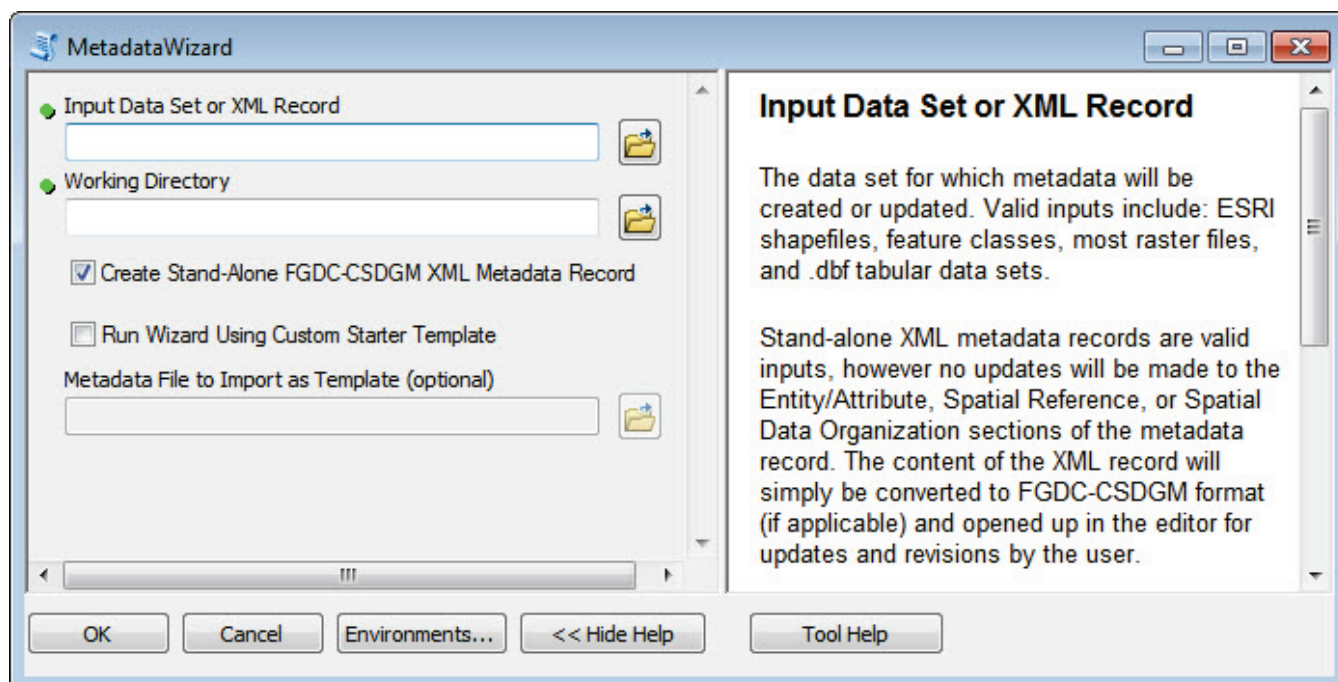 MetadataWizard
Input Data Set or XML Record
Working Directory
Create Stand-Alone FGDC-CSDGM XML Metadata Record
Run Wizard Using Custom Starter Template
Metadata File to Import as Template (optional)
Input Data Set or XML Record
The data set for which metadata will be
created or updated. Valid inputs include: ESRI
shapefiles, feature classes, most raster files,
and .dbf tabular data sets.
Stand-alone XML metadata records are valid
inputs, however no updates will be made to the
Entity/Attribute, Spatial Reference, or Spatial
Data Organization sections of the metadata
record. The content of the XML record will
simply be converted to FGDC-CSDGM format
(if applicable) and opened up in the editor for
updates and revisions by the user.
OK
Cancel
Environments...
<< Hide Help
Tool Help